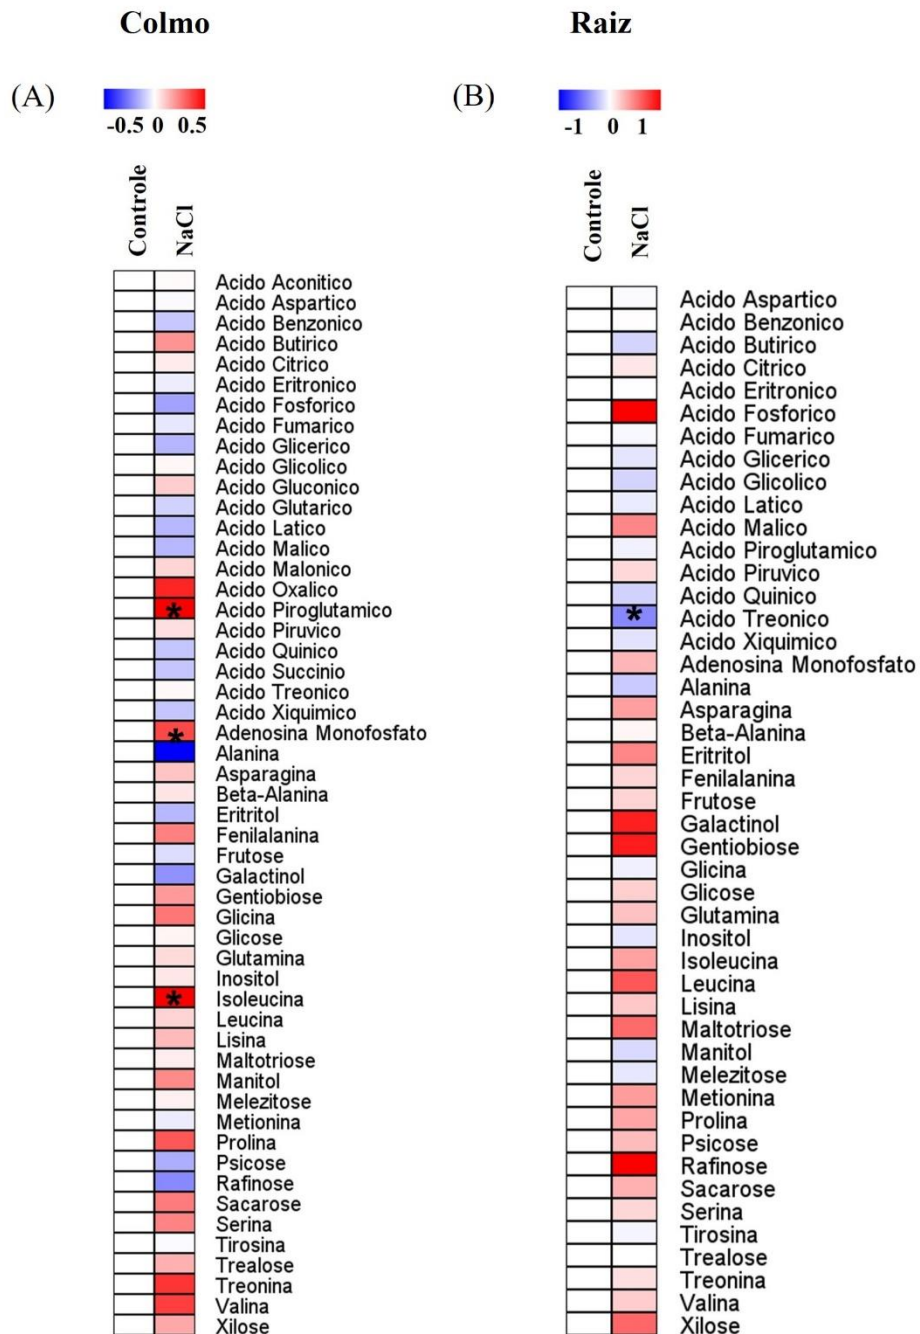 Colmo
(A)
-0.5 0 0.5
Controle
NaCl
Acido Aconitico
Acido Aspartico
Acido Benzonico
Acido Butirico
Acido Citrico
Acido Eritronico
Acido Fosforico
Acido Fumarico
Acido Glicerico
Acido Glicolico
Acido Gluconico
Acido Glutarico
Acido Latico
Acido Malico
Acido Malonico
Acido Oxalico
* Acido Piroglutamico
Acido Piruvico
Acido Quinico
Acido Succinio
Acido Treonico
Acido Xiquimico
* Adenosina Monofosfato
Alanina
Asparagina
Beta-Alanina
Eritritol
Fenilalanina
Frutose
Galactinol
Gentiobiose
Glicina
Glicose
Glutamina
Inositol
* Isoleucina
Leucina
Lisina
Maltotriose
Manitol
Melezitose
Metionina
Prolina
Psicose
Rafinose
Sacarose
Serina
Tirosina
Trealose
Treonina
Valina
Xilose
Raiz
(B)
-1 0 1
Controle
NaCl
Acido Aspartico
Acido Benzonico
Acido Butirico
Acido Citrico
Acido Eritronico
Acido Fosforico
Acido Fumarico
Acido Glicerico
Acido Glicolico
Acido Latico
Acido Malico
Acido Piroglutamico
Acido Piruvico
Acido Quinico
* Acido Treonico
Acido Xiquimico
Adenosina Monofosfato
Alanina
Asparagina
Beta-Alanina
Eritritol
Fenilalanina
Frutose
Galactinol
Gentiobiose
Glicina
Glicose
Glutamina
Inositol
Isoleucina
Leucina
Lisina
Maltotriose
Manitol
Melezitose
Metionina
Prolina
Psicose
Rafinose
Sacarose
Serina
Tirosina
Trealose
Treonina
Valina
Xilose